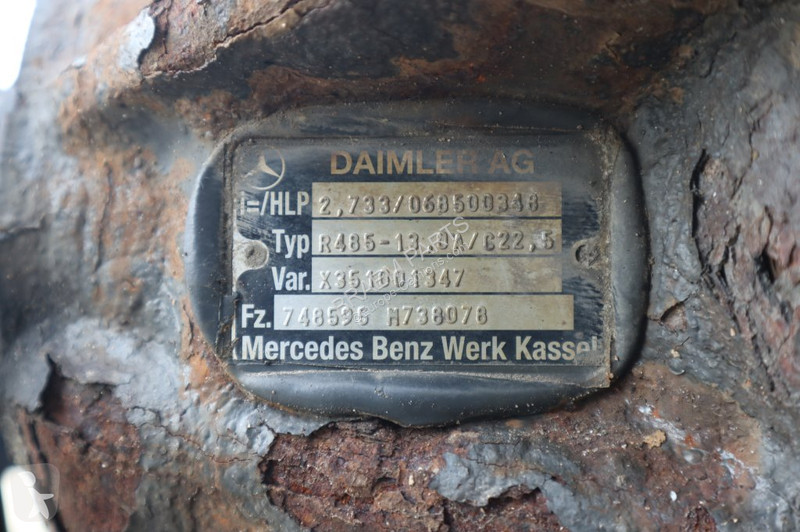 DAIMLER AG
i=/HLP 2,733/068500348
Typ R485-13,0A/C22,5
Var. X351001347
Fz. 748596 M738078
Mercedes Benz Werk Kassel